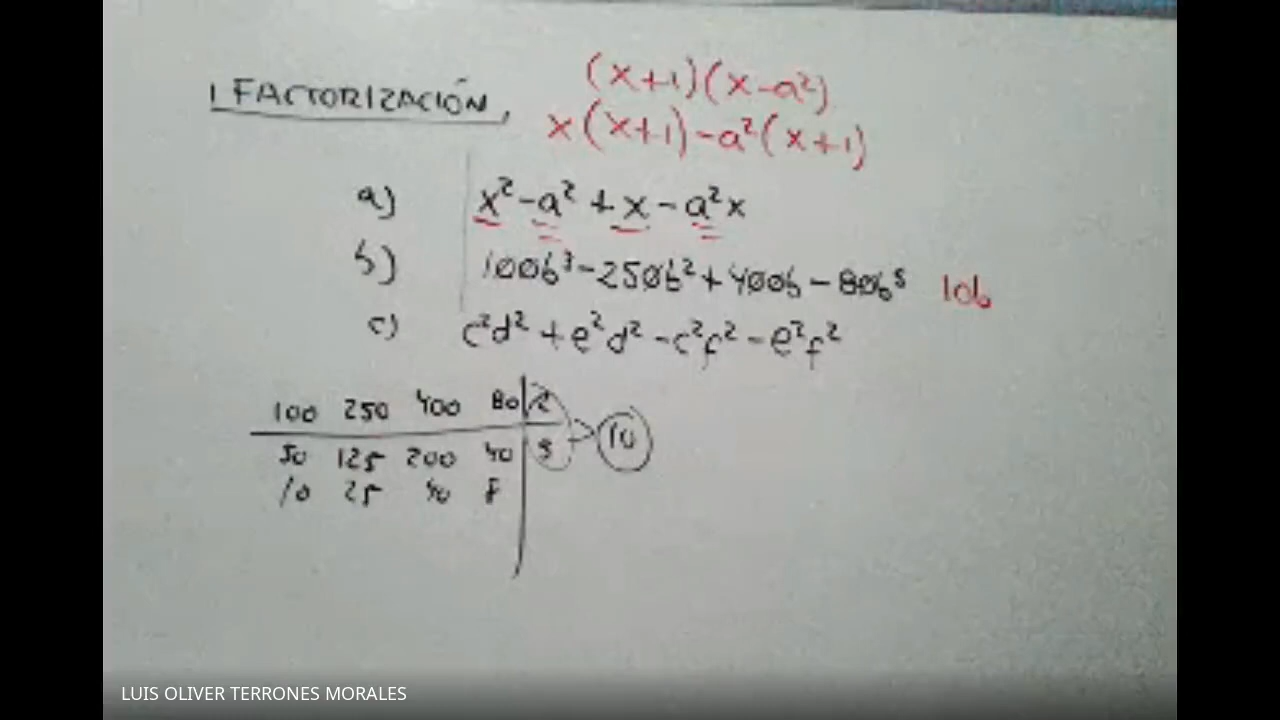 1 FACTORIZACIÓN.
(x+1)(x-a²)
x(x+1)-a²(x+1)
a) x² - a² + x - a²x
b) 100b³ - 250b² + 400b - 80b⁵ 10b
c) c²d² + e²d² - c²f² - e²f²
100 250 400 80 2
50 125 200 40 5 10
10 25 40 8
LUIS OLIVER TERRONES MORALES